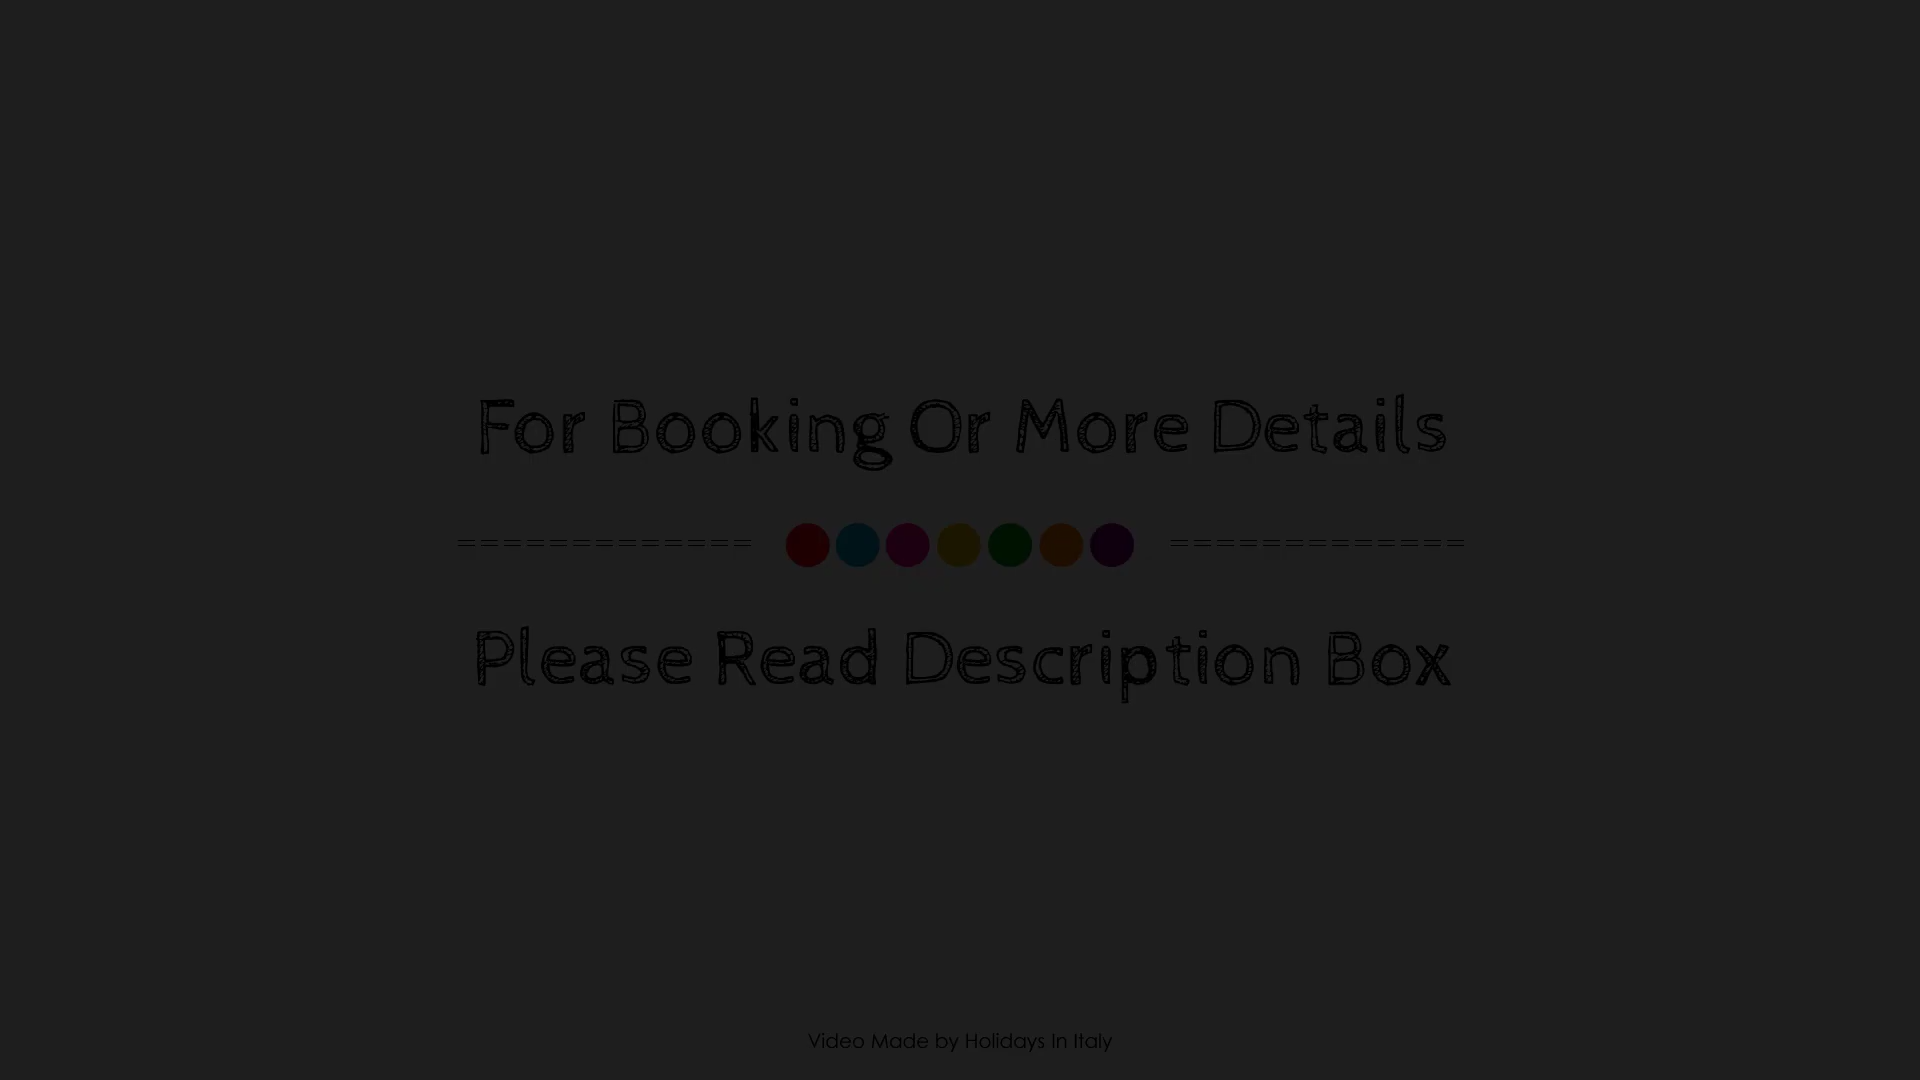 For Booking Or More Details
============= =============
Please Read Description Box
Video Made by Holidays In Italy